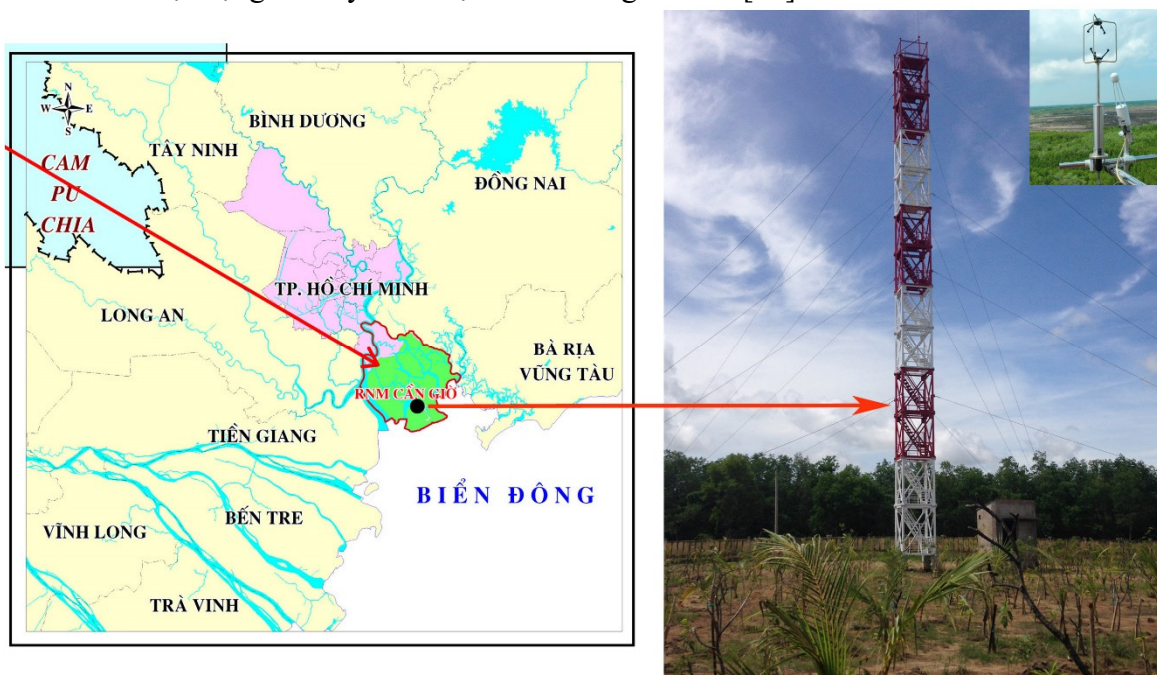 N
W E
S
CAM
PU
CHIA
TÂY NINH
BÌNH DƯƠNG
ĐỒNG NAI
TP. HỒ CHÍ MINH
LONG AN
BÀ RỊA
VŨNG TÀU
RNM CẦN GIỜ
TIỀN GIANG
BIỂN ĐÔNG
VĨNH LONG
BẾN TRE
TRÀ VINH